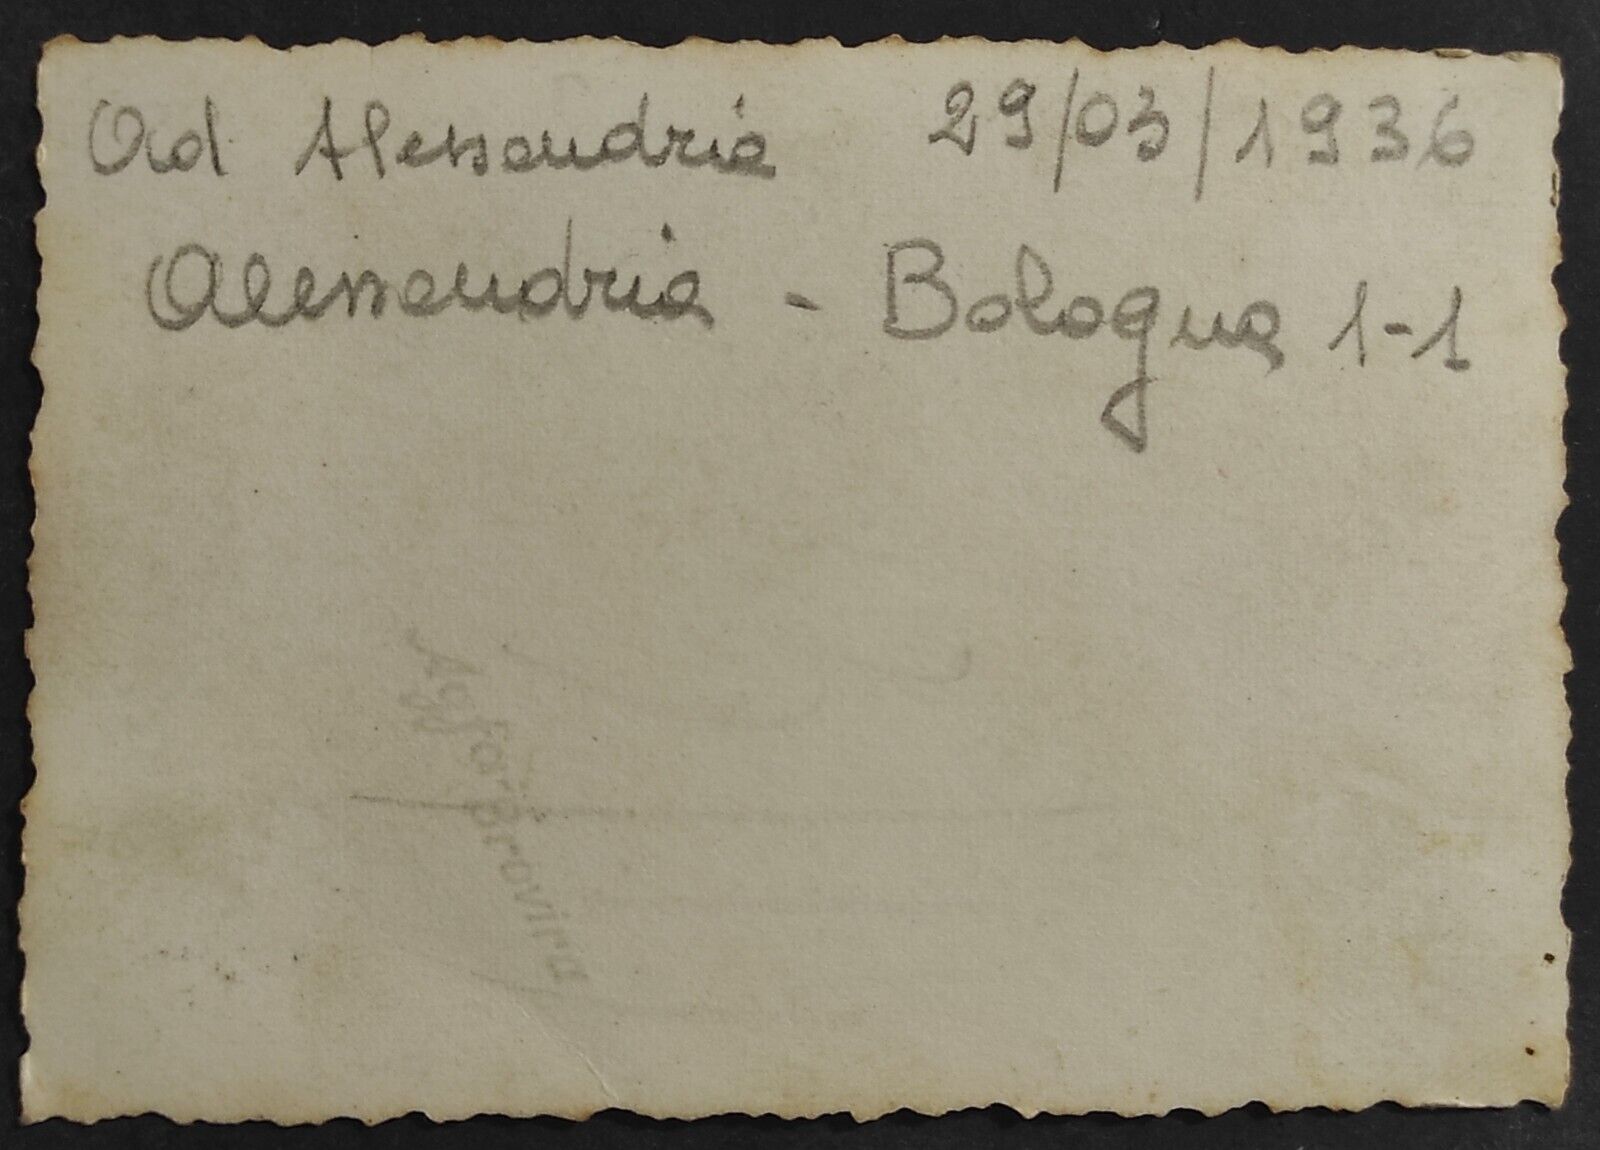 Ad Alessandria 29/03/1936
Alessandria - Bologna 1-1